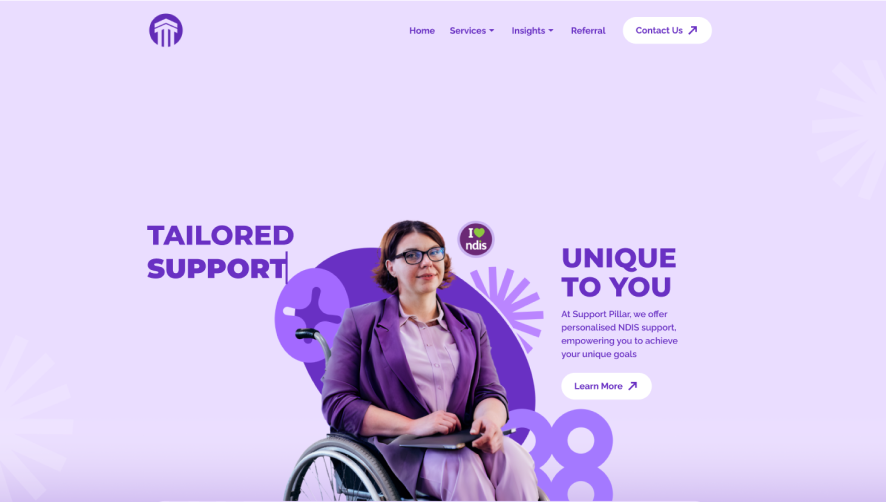 Home
Services
Insights
Referral
Contact Us
TAILORED
SUPPORT
I
ndis
UNIQUE
TO YOU
At Support Pillar, we offer
personalised NDIS support,
empowering you to achieve
your unique goals
Learn More